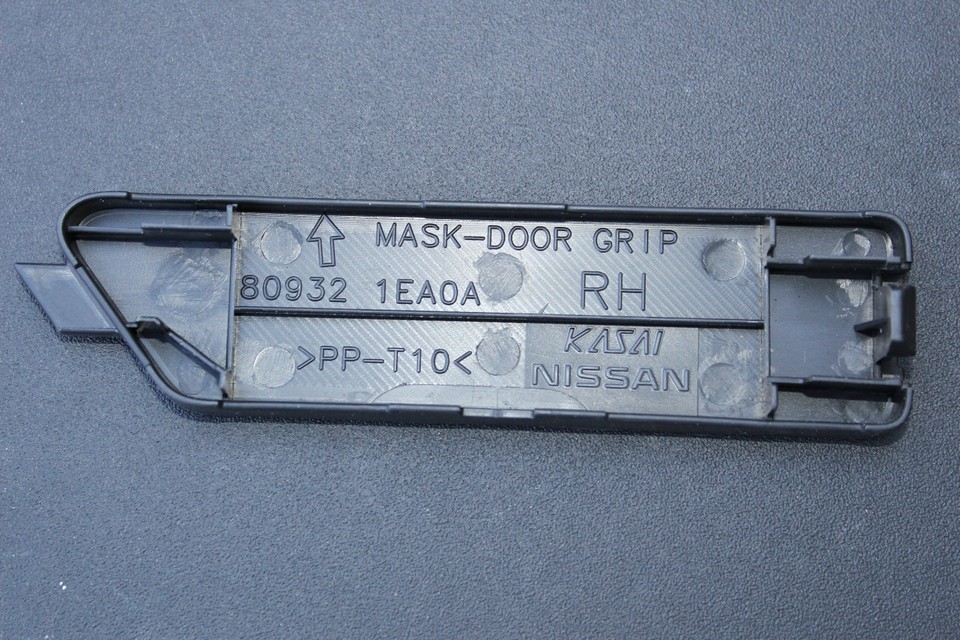 MASK-DOOR GRIP
80932 1EA0A RH
>PP-T10<
KASAI
NISSAN